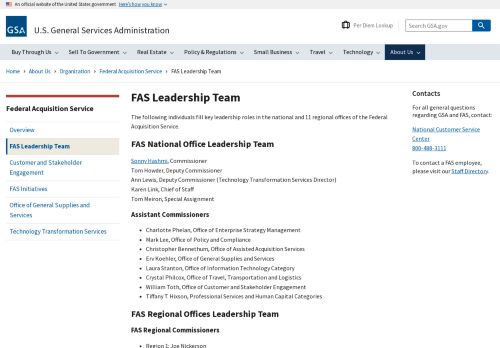 An official website of the United States government Here's how you know
GSA
U.S. General Services Administration
Per Diem Lookup
Search GSA.gov
Buy Through Us
Sell To Government
Real Estate
Policy & Regulations
Small Business
Travel
Technology
About Us
Home › About Us › Organization › Federal Acquisition Service › FAS Leadership Team
Federal Acquisition Service
Overview
FAS Leadership Team
Customer and Stakeholder
Engagement
FAS Initiatives
Office of General Supplies and
Services
Technology Transformation Services
FAS Leadership Team
The following individuals fill key leadership roles in the national and 11 regional offices of the Federal
Acquisition Service.
FAS National Office Leadership Team
Sonny Hashmi, Commissioner
Tom Howder, Deputy Commissioner
Ann Lewis, Deputy Commissioner (Technology Transformation Services Director)
Karen Link, Chief of Staff
Tom Meiron, Special Assignment
Assistant Commissioners
• Charlotte Phelan, Office of Enterprise Strategy Management
• Mark Lee, Office of Policy and Compliance
• Christopher Bennethum, Office of Assisted Acquisition Services
• Erv Koehler, Office of General Supplies and Services
• Laura Stanton, Office of Information Technology Category
• Crystal Philcox, Office of Travel, Transportation and Logistics
• William Toth, Office of Customer and Stakeholder Engagement
• Tiffany T. Hixson, Professional Services and Human Capital Categories
FAS Regional Offices Leadership Team
FAS Regional Commissioners
• Region 1: Joe Nickerson
Contacts
For all general questions
regarding GSA and FAS, contact:
National Customer Service
Center
800-488-3111
To contact a FAS employee,
please visit our Staff Directory.